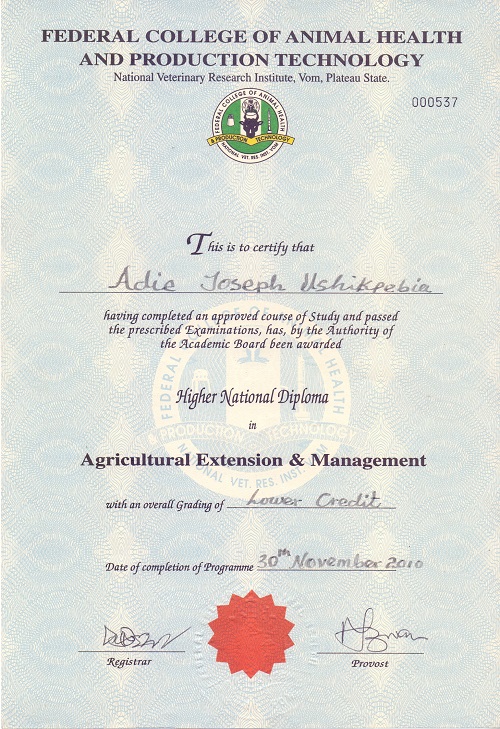 FEDERAL COLLEGE OF ANIMAL HEALTH
AND PRODUCTION TECHNOLOGY
National Veterinary Research Institute, Vom, Plateau State.
000537
FEDERAL COLLEGE OF ANIMAL HEALTH
& PRODUCTION TECHNOLOGY
NATIONAL VET. RES. INST. VOM
This is to certify that
Adie Joseph Ushikpebia
having completed an approved course of Study and passed
the prescribed Examinations, has, by the Authority of
the Academic Board been awarded
Higher National Diploma
in
Agricultural Extension & Management
with an overall Grading of Lower Credit
Date of completion of Programme 30th November 2010
Registrar
Provost